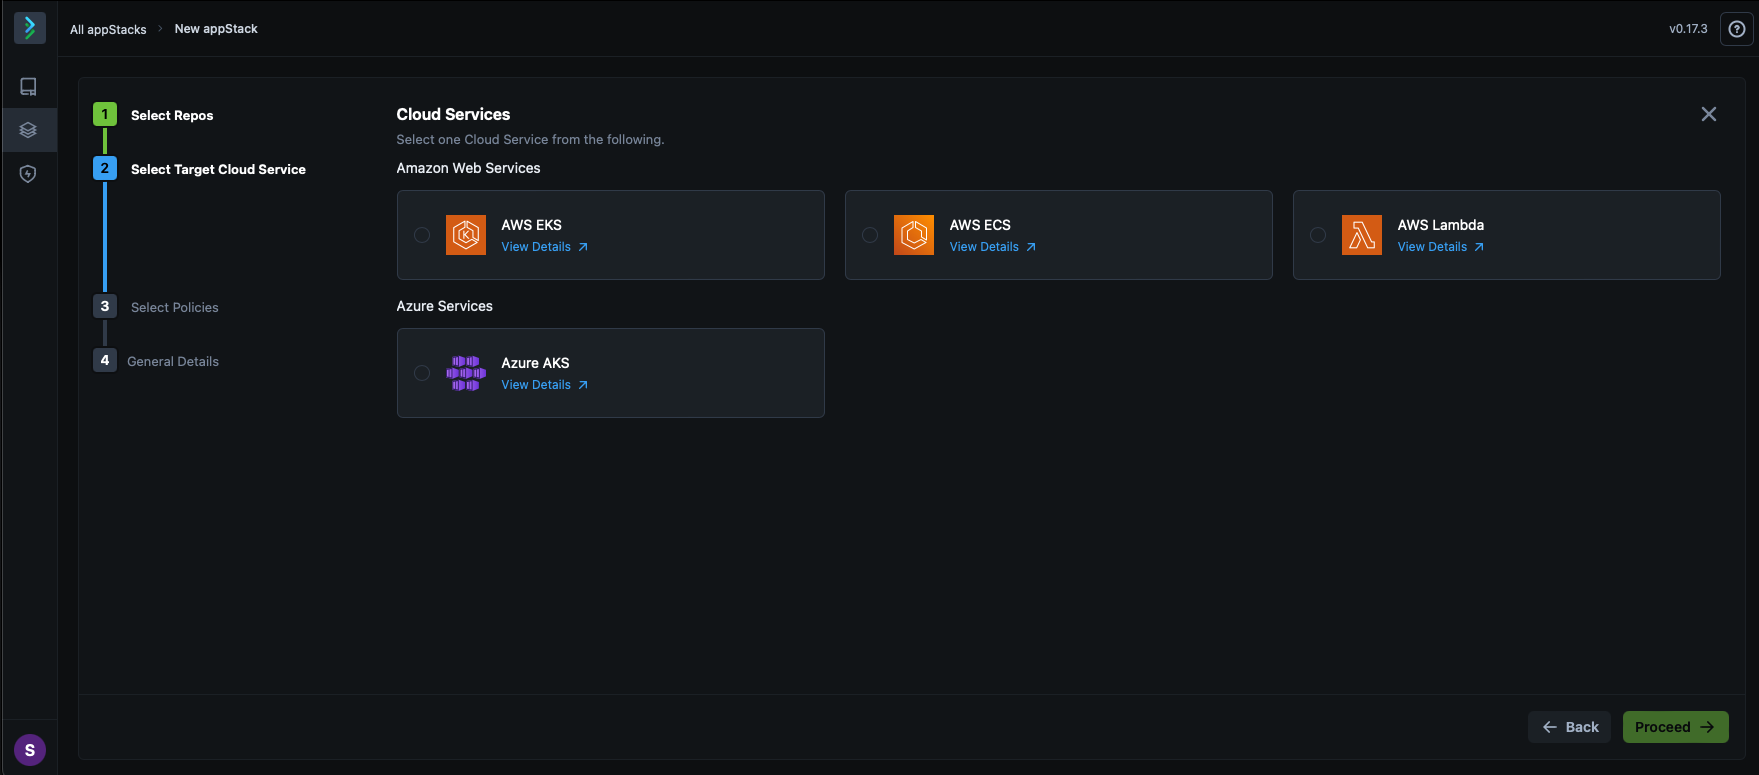 All appStacks
New appStack
v0.17.3
1 Select Repos
2 Select Target Cloud Service
3 Select Policies
4 General Details
Cloud Services
Select one Cloud Service from the following.
Amazon Web Services
AWS EKS
View Details
AWS ECS
View Details
AWS Lambda
View Details
Azure Services
Azure AKS
View Details
S
Back
Proceed